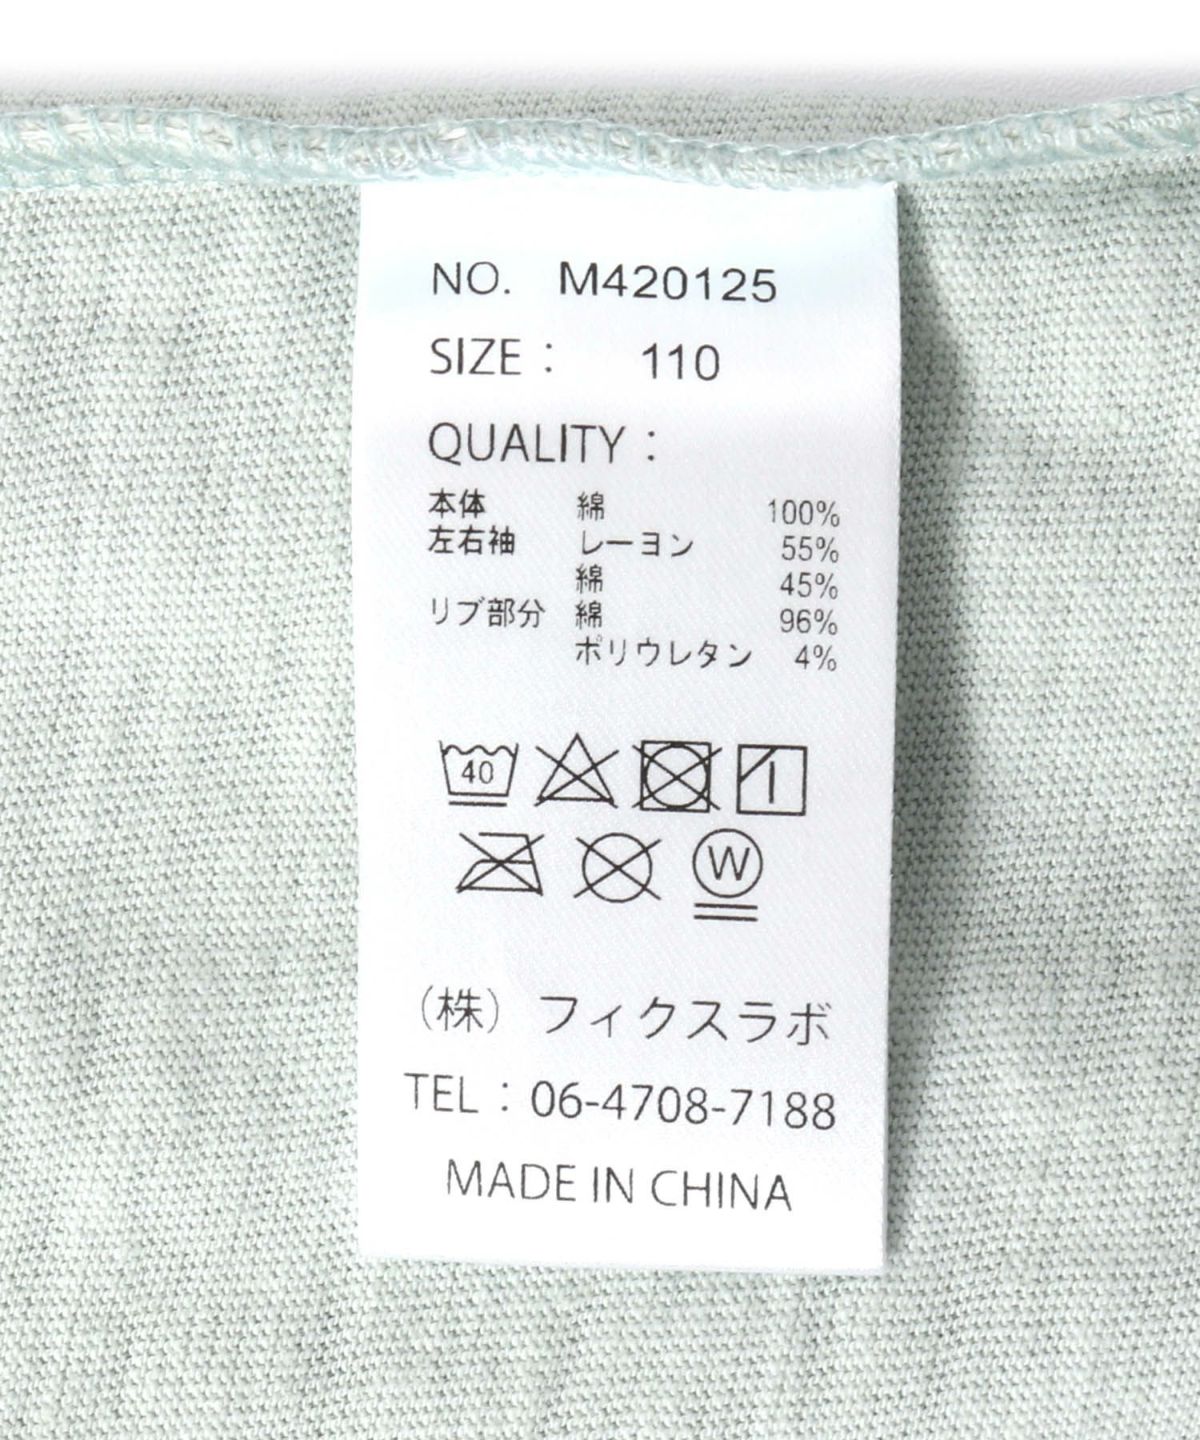 NO. M420125
SIZE : 110
QUALITY :
本体 綿 100%
左右袖 レーヨン 55%
綿 45%
リブ部分 綿 96%
ポリウレタン 4%
40
W
(株) フィクスラボ
TEL : 06-4708-7188
MADE IN CHINA